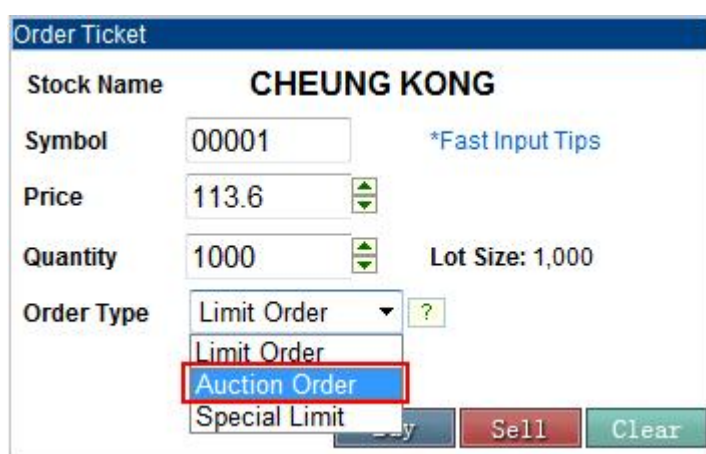 Order Ticket
Stock Name CHEUNG KONG
Symbol 00001 *Fast Input Tips
Price 113.6
Quantity 1000 Lot Size: 1,000
Order Type Limit Order ?
Limit Order
Auction Order
Special Limit
Sell Clear